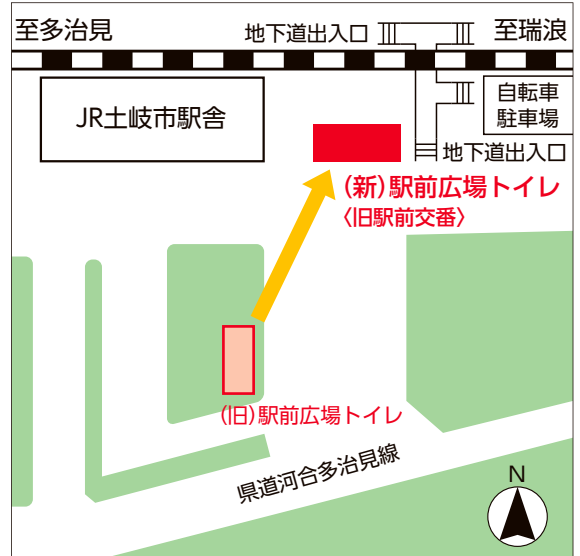 至多治見
地下道出入口
至瑞浪
JR土岐市駅舎
自転車
駐車場
地下道出入口
(新)駅前広場トイレ
〈旧駅前交番〉
(旧)駅前広場トイレ
県道河合多治見線
N